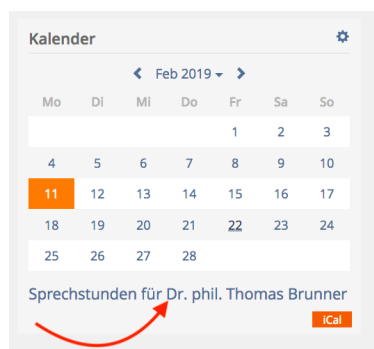 Kalender
Feb 2019
Mo Di Mi Do Fr Sa So
1 2 3
4 5 6 7 8 9 10
11 12 13 14 15 16 17
18 19 20 21 22 23 24
25 26 27 28
Sprechstunden für Dr. phil. Thomas Brunner
iCal